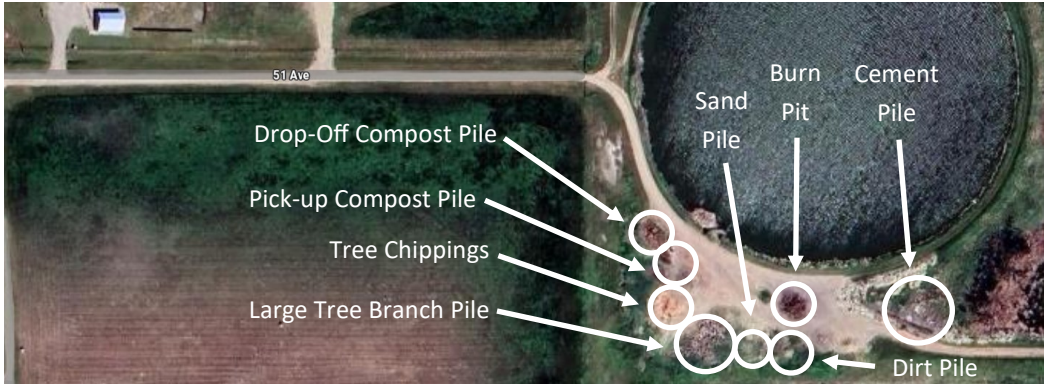 51 Ave
Burn
Pit
Cement
Pile
Sand
Pile
Drop-Off Compost Pile
Pick-up Compost Pile
Tree Chippings
Large Tree Branch Pile
Dirt Pile